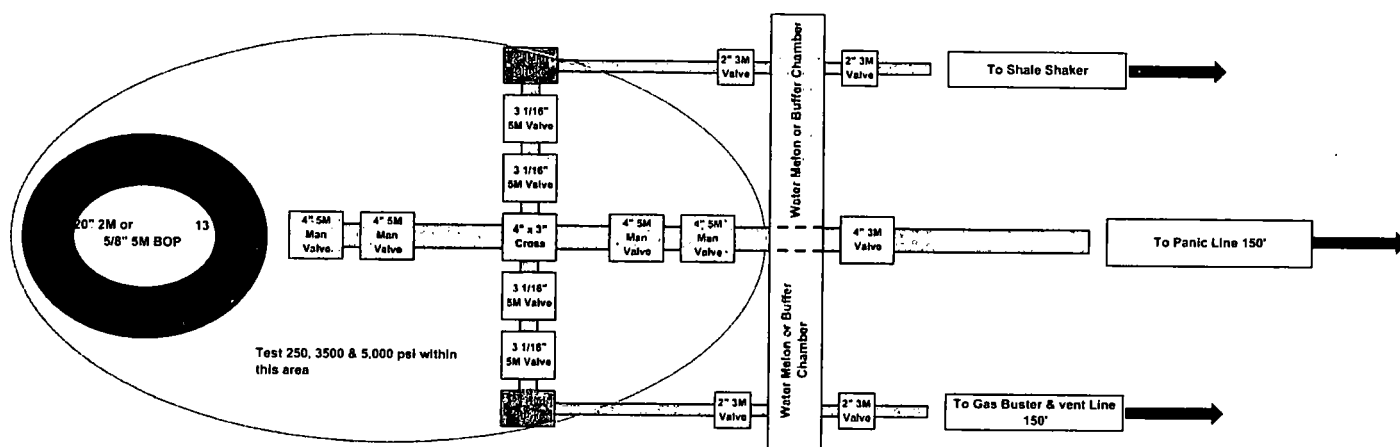 2" 3M
Valve
2" 3M
Valve
To Shale Shaker
Water Melon or Buffer Chamber
3 1/16"
5M Valve
3 1/16"
5M Valve
20" 2M or 13
5/8" 5M BOP
4" 5M
Man
Valve.
4" 5M
Man
Valve
4" x 3"
Cross
4" 5M
Man
Valve
4" 5M
Man
Valve
4" 3M
Valve
To Panic Line 150'
3 1/16"
5M Valve
3 1/16"
5M Valve
Water Melon or Buffer
Chamber
Test 250, 3500 & 5,000 psi within
this area
2" 3M
Valve
2" 3M
Valve
To Gas Buster & vent Line
150'